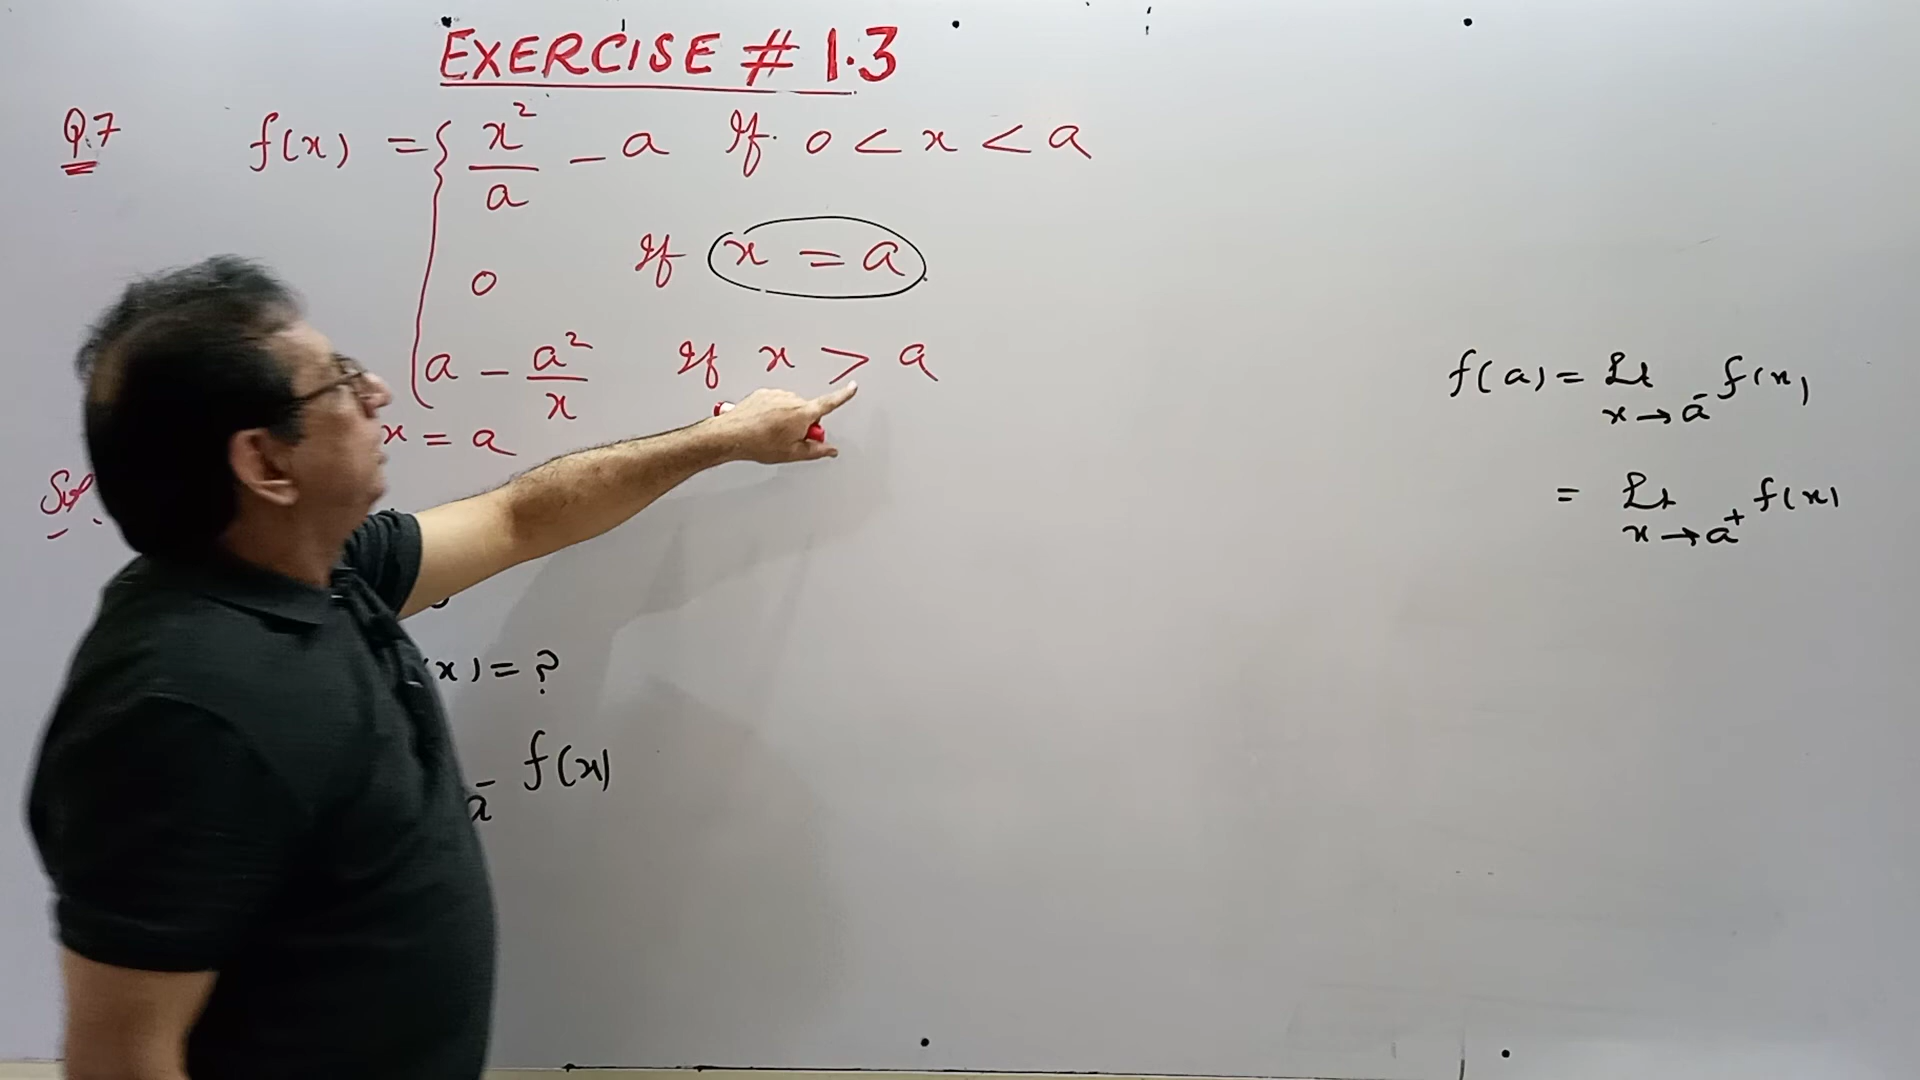 EXERCISE # 1.3
Q.7 f(x) = { x²/a - a If 0 < x < a
0 If x = a
a - a²/x If x > a
x = a
Sol
f(a) = Lt x→a⁻ f(x)
= Lt x→a⁺ f(x)
(x) = ?
a⁻ f(x)